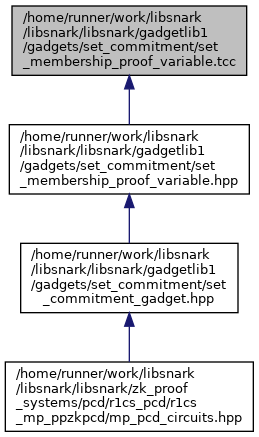 /home/runner/work/libsnark
/libsnark/libsnark/gadgetlib1
/gadgets/set_commitment/set
_membership_proof_variable.tcc
/home/runner/work/libsnark
/libsnark/libsnark/gadgetlib1
/gadgets/set_commitment/set
_membership_proof_variable.hpp
/home/runner/work/libsnark
/libsnark/libsnark/gadgetlib1
/gadgets/set_commitment/set
_commitment_gadget.hpp
/home/runner/work/libsnark
/libsnark/libsnark/zk_proof
_systems/pcd/r1cs_pcd/r1cs
_mp_ppzkpcd/mp_pcd_circuits.hpp